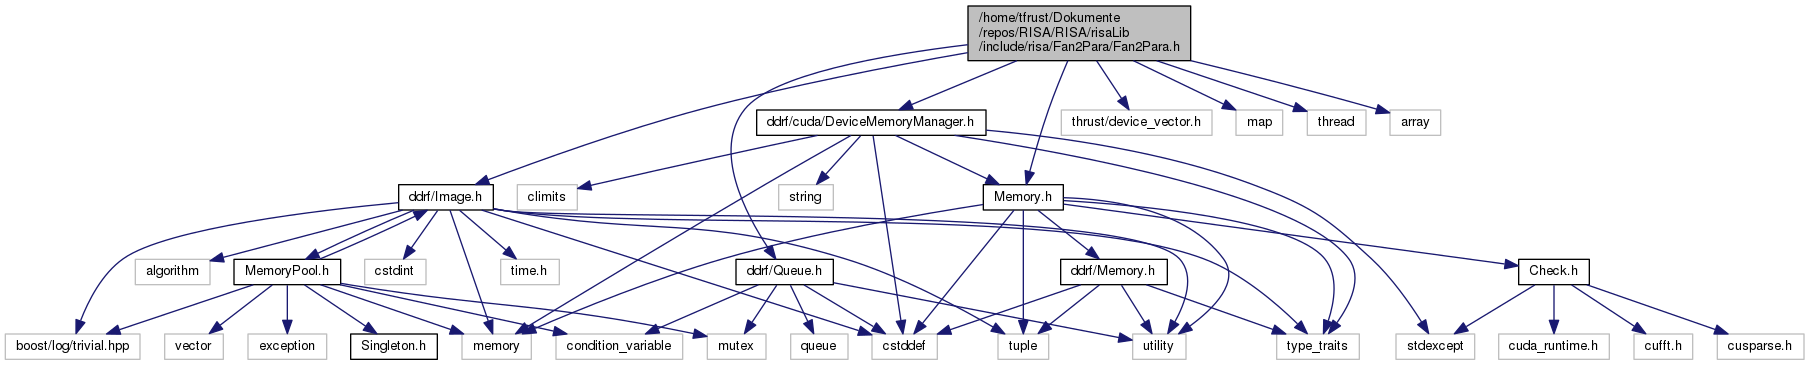 /home/tfrust/Dokumente
/repos/RISA/RISA/risaLib
/include/risa/Fan2Para/Fan2Para.h
ddrf/cuda/DeviceMemoryManager.h
thrust/device_vector.h
map
thread
array
ddrf/Image.h
climits
string
Memory.h
algorithm
MemoryPool.h
cstdint
time.h
ddrf/Queue.h
ddrf/Memory.h
Check.h
boost/log/trivial.hpp
vector
exception
Singleton.h
memory
condition_variable
mutex
queue
cstddef
tuple
utility
type_traits
stdexcept
cuda_runtime.h
cufft.h
cusparse.h